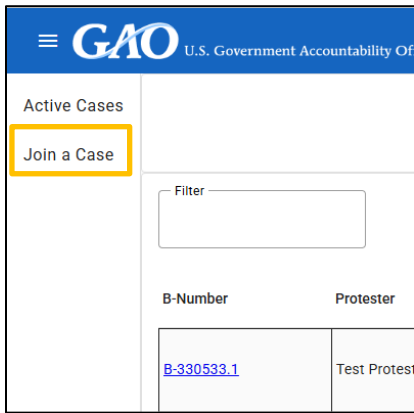 GAO U.S. Government Accountability Of
Active Cases
Join a Case
Filter
B-Number Protester
B-330533.1 Test Protest